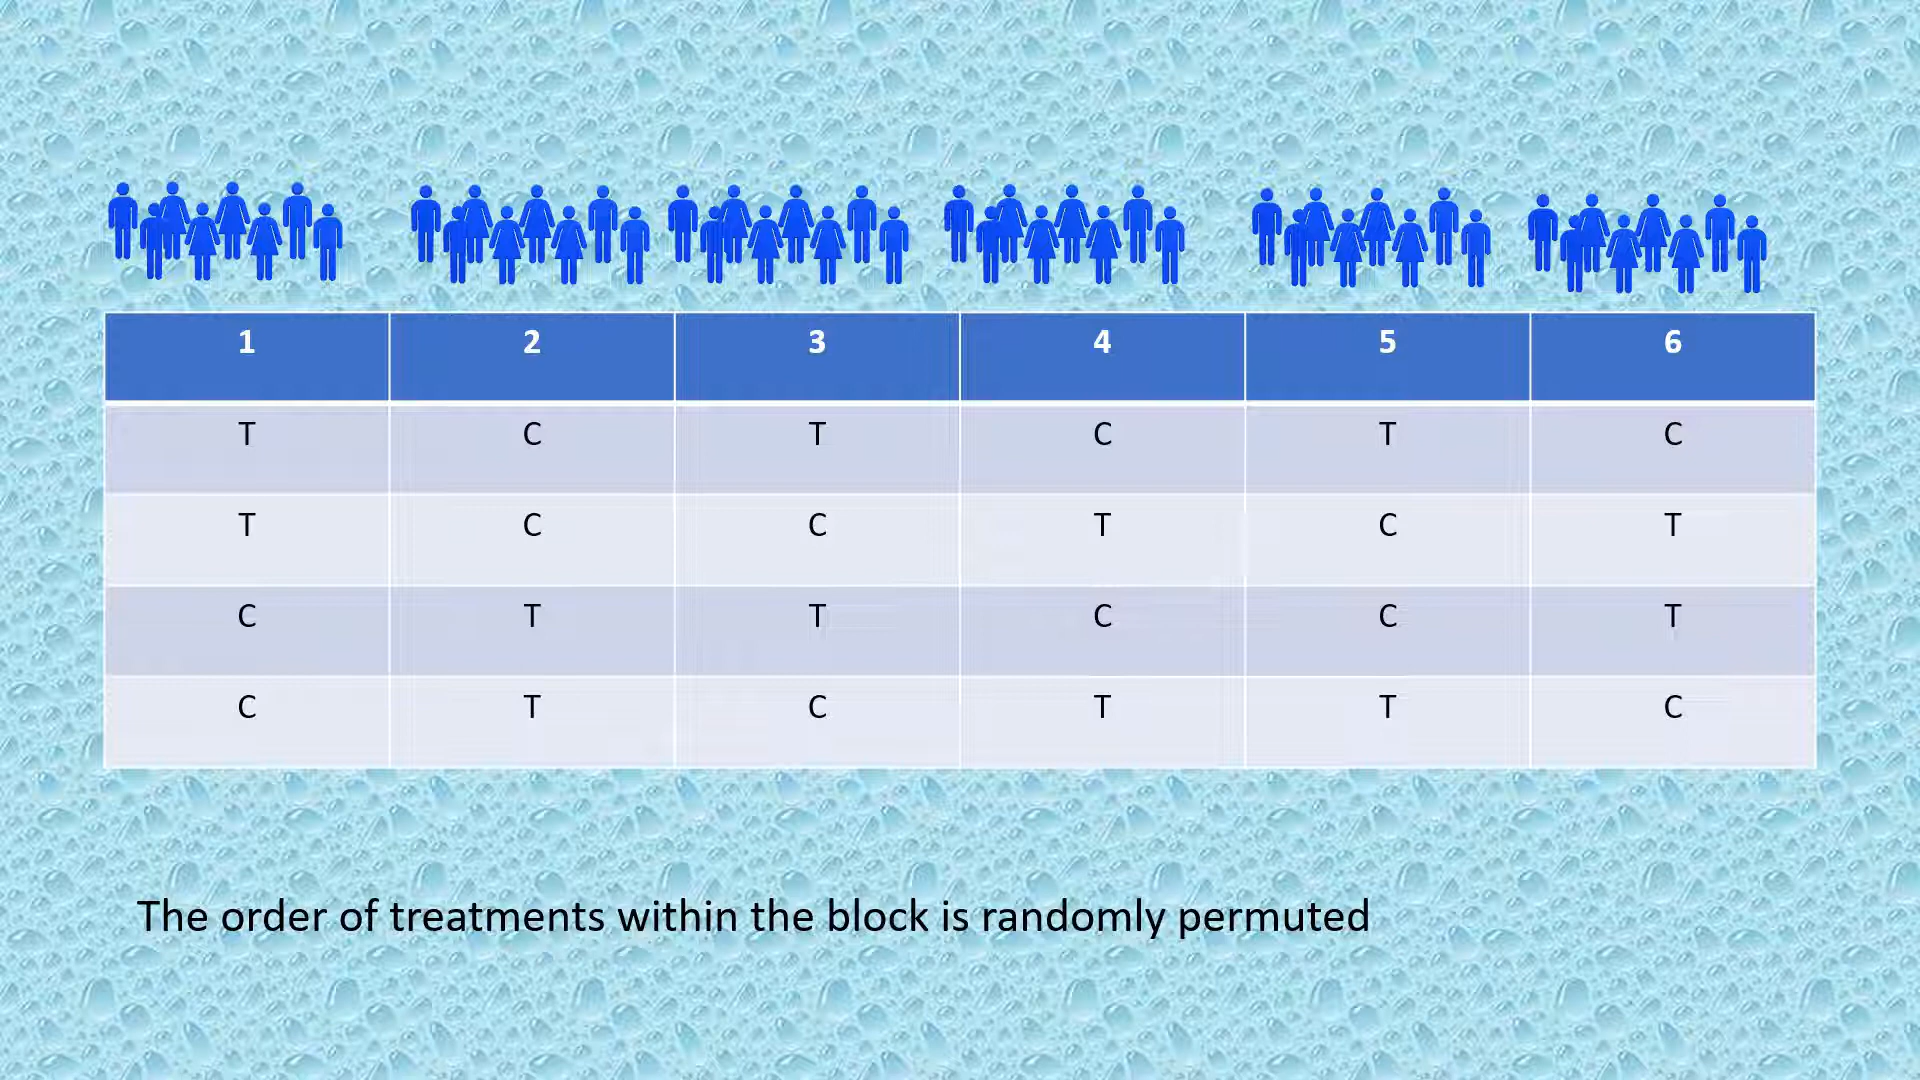 1 2 3 4 5 6
T C T C T C
T C C T C T
C T T C C T
C T C T T C
The order of treatments within the block is randomly permuted